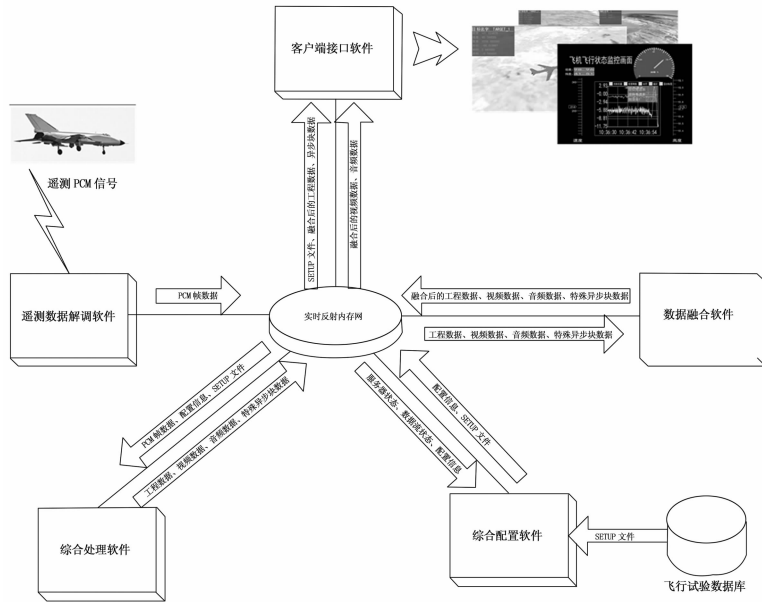 客户端接口软件
飞机飞行状态监控画面
10:36:30 10:36:42 10:36:54
遥测 PCM 信号
SETUP 文件、融合后的工程数据、异步块数据
融合后的视频数据、音频数据
遥测数据解调软件
PCM 帧数据
实时反射内存网
融合后的工程数据、视频数据、音频数据、特殊异步块数据
工程数据、视频数据、音频数据、特殊异步块数据
数据融合软件
PCM 帧数据、配置信息、SETUP 文件
工程数据、视频数据、音频数据、特殊异步块数据
服务器状态、数据流状态、配置信息
配置信息、SETUP 文件
综合处理软件
综合配置软件
SETUP 文件
飞行试验数据库